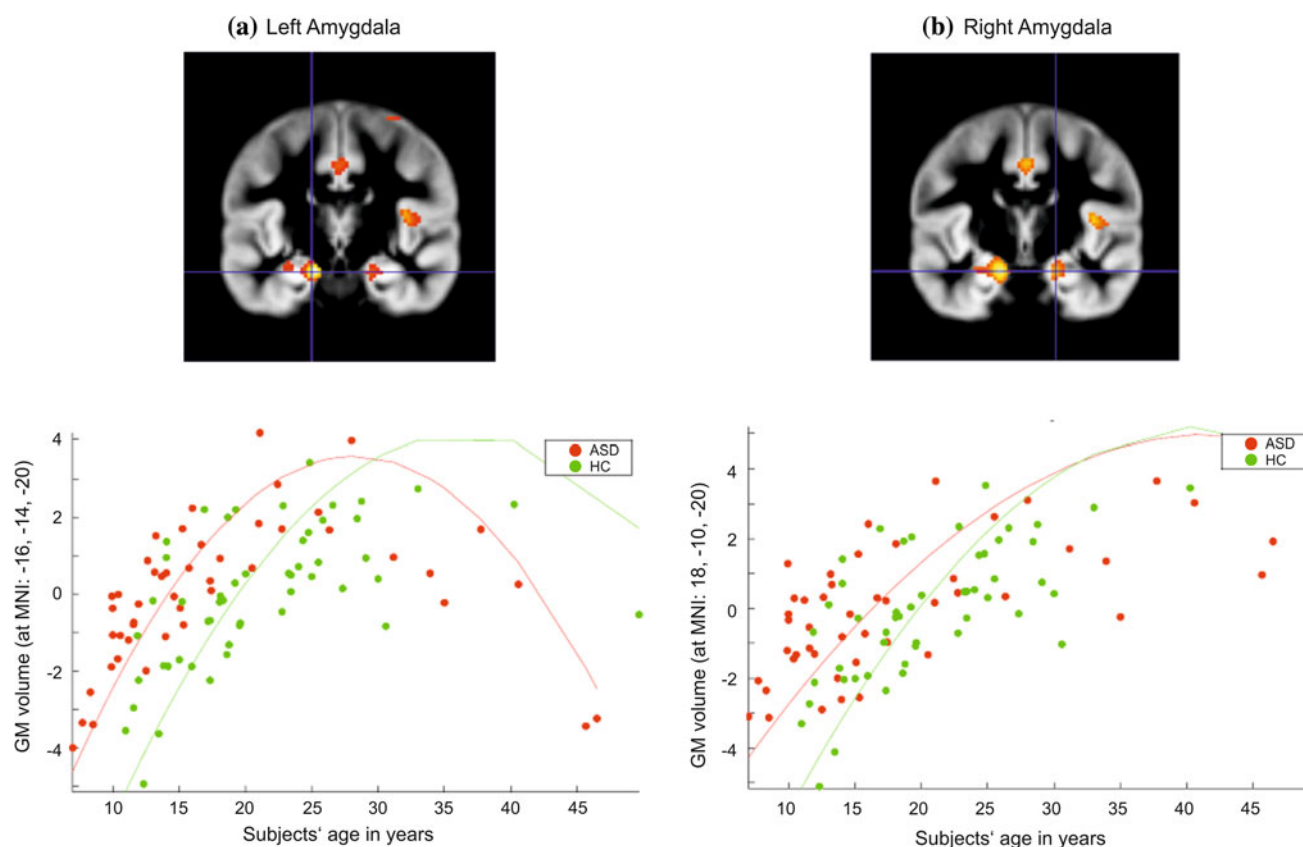 (a) Left Amygdala
(b) Right Amygdala
GM volume (at MNI: -16, -14, -20)
4
2
0
-2
-4
ASD
HC
10 15 20 25 30 35 40 45
Subjects‘ age in years
GM volume (at MNI: 18, -10, -20)
4
2
0
-2
-4
ASD
HC
10 15 20 25 30 35 40 45
Subjects‘ age in years